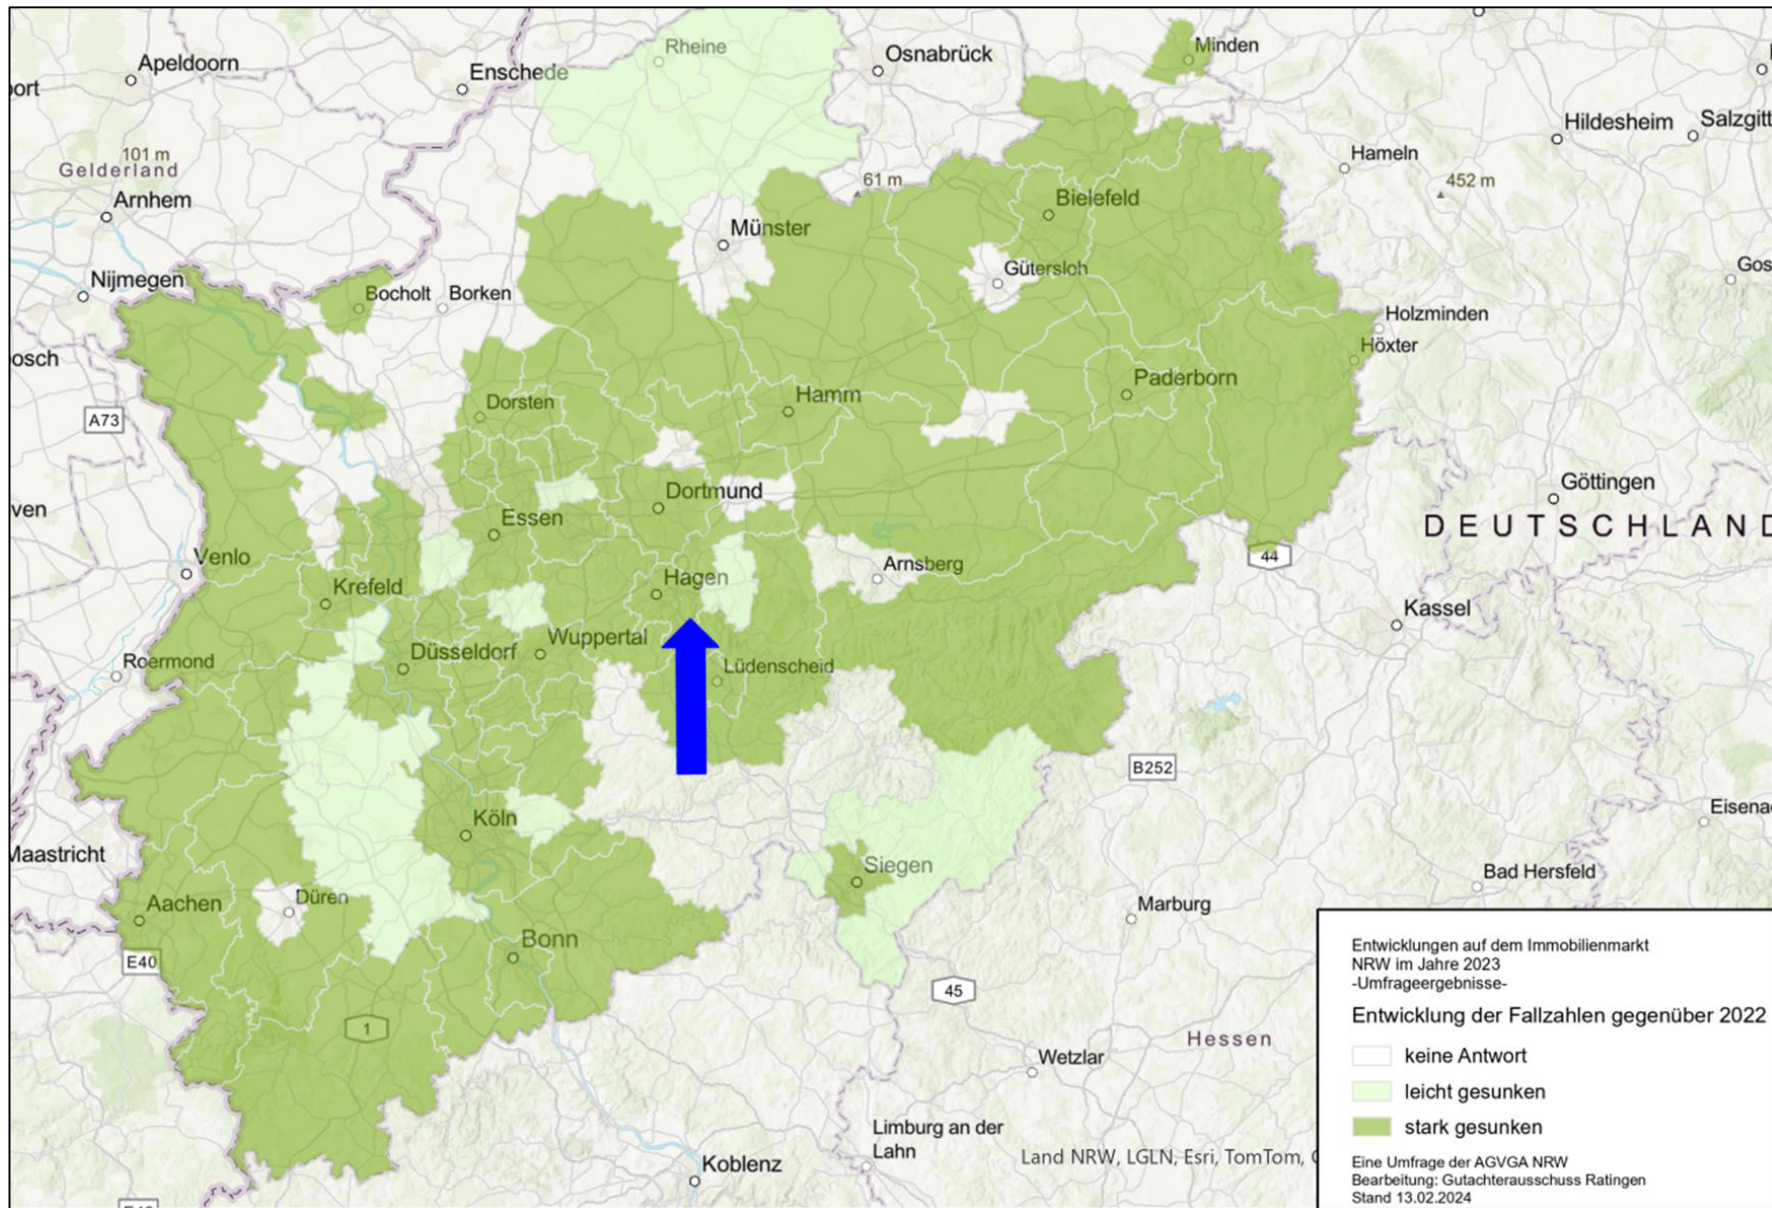 Rheine
Osnabrück
Minden
Apeldoorn
Enschede
Hildesheim
Hameln
101 m
Gelderland
61 m
452 m
Arnhem
Bielefeld
Münster
Gütersloh
Nijmegen
Bocholt
Borken
Holzminden
Höxter
Paderborn
A73
Dorsten
Hamm
Dortmund
Göttingen
Essen
DEUTSCHLAND
Venlo
Arnsberg
44
Krefeld
Hagen
Kassel
Wuppertal
Düsseldorf
Roermond
Lüdenscheid
B252
Köln
Maastricht
Siegen
Bad Hersfeld
Aachen
Düren
Marburg
Bonn
E40
45
1
Hessen
Wetzlar
Limburg an der
Lahn
Koblenz
Land NRW, LGLN, Esri, TomTom,
Entwicklungen auf dem Immobilienmarkt
NRW im Jahre 2023
-Umfrageergebnisse-
Entwicklung der Fallzahlen gegenüber 2022
keine Antwort
leicht gesunken
stark gesunken
Eine Umfrage der AGVGA NRW
Bearbeitung: Gutachterausschuss Ratingen
Stand 13.02.2024